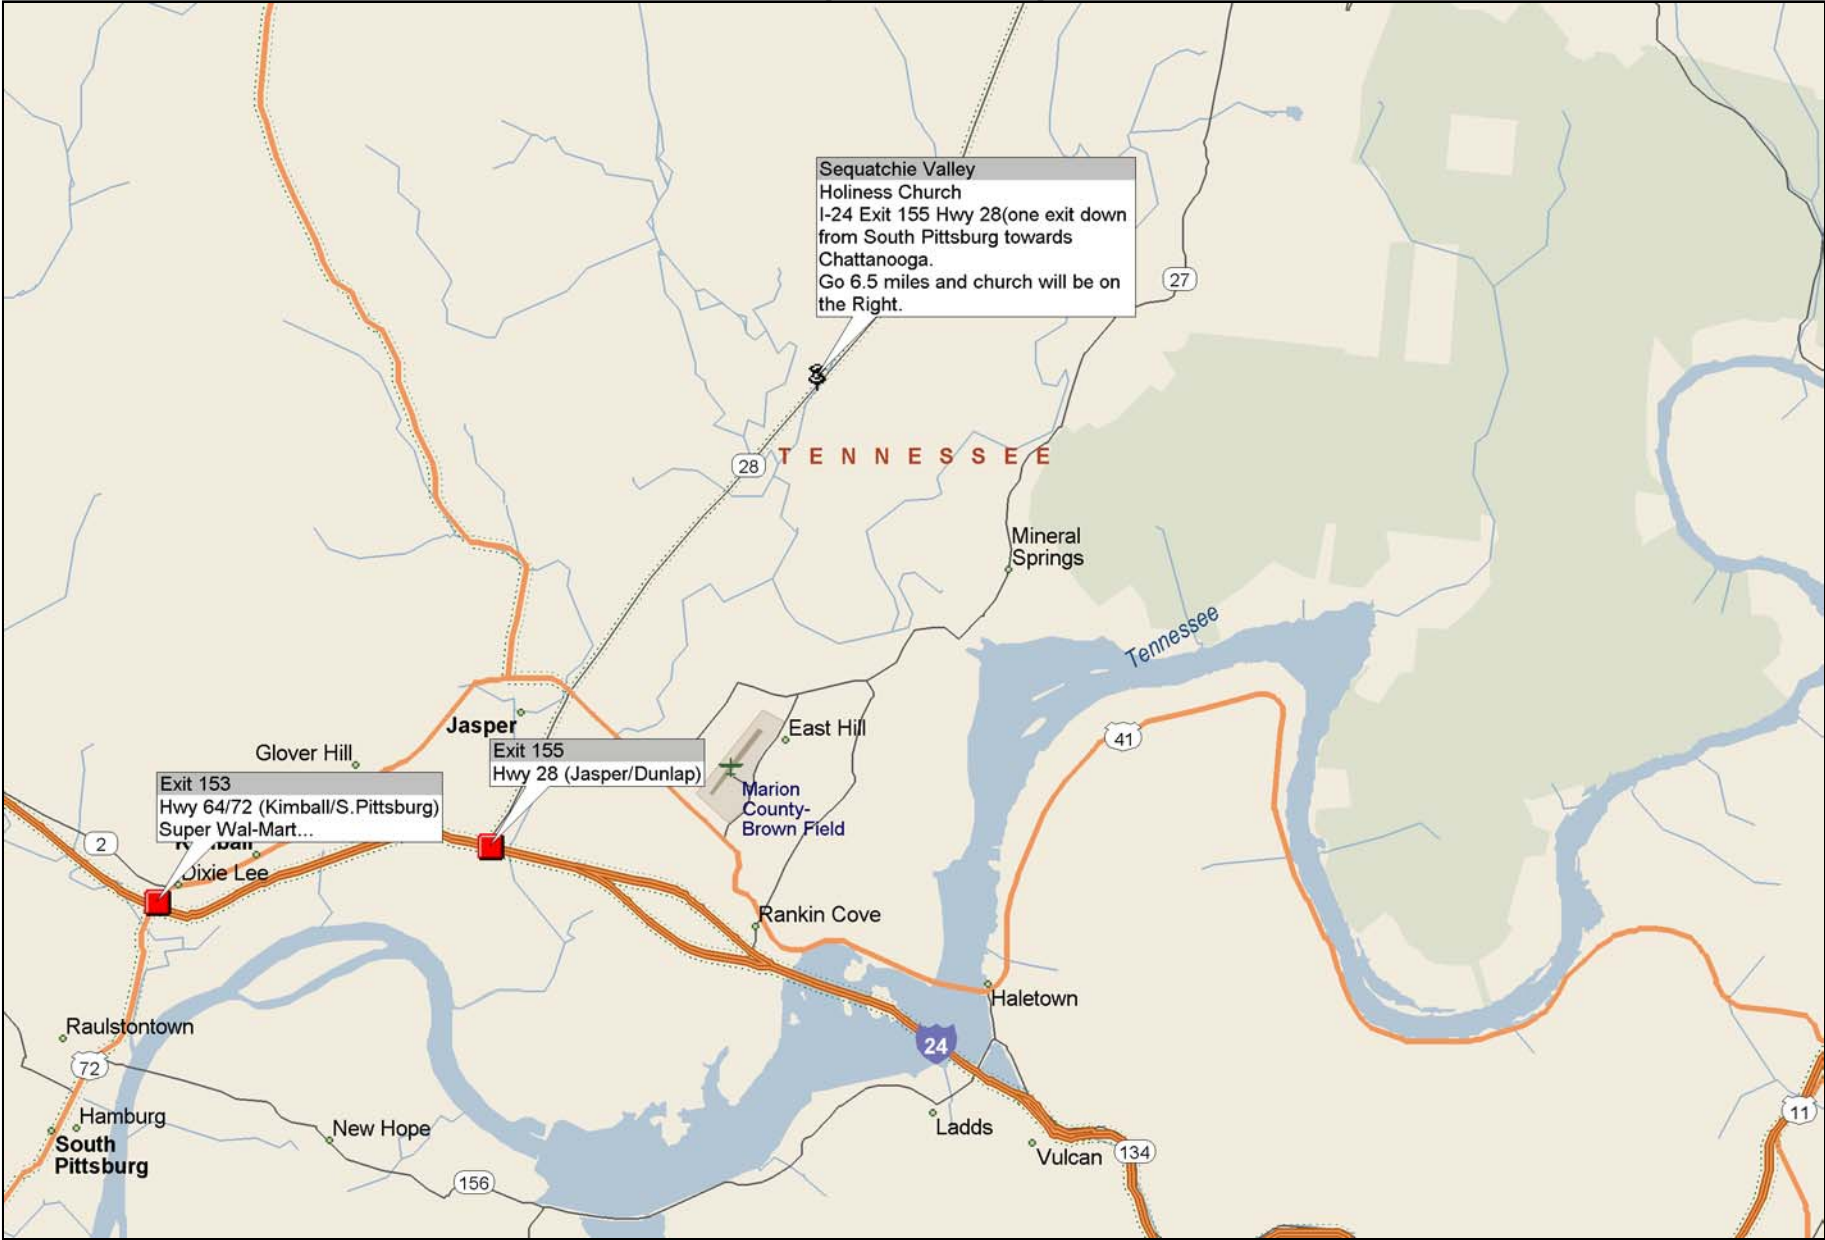 Sequatchie Valley
Holiness Church
I-24 Exit 155 Hwy 28(one exit down
from South Pittsburg towards
Chattanooga.
Go 6.5 miles and church will be on
the Right.
27
28
TENNESSEE
Mineral
Springs
Tennessee
Jasper
East Hill
41
Glover Hill
Exit 155
Hwy 28 (Jasper/Dunlap)
Marion
County-
Brown Field
Exit 153
Hwy 64/72 (Kimball/S.Pittsburg)
Super Wal-Mart...
2
Kimball
Dixie Lee
Rankin Cove
Haletown
Raulstontown
24
72
Hamburg
South
Pittsburg
New Hope
Ladds
Vulcan
134
11
156